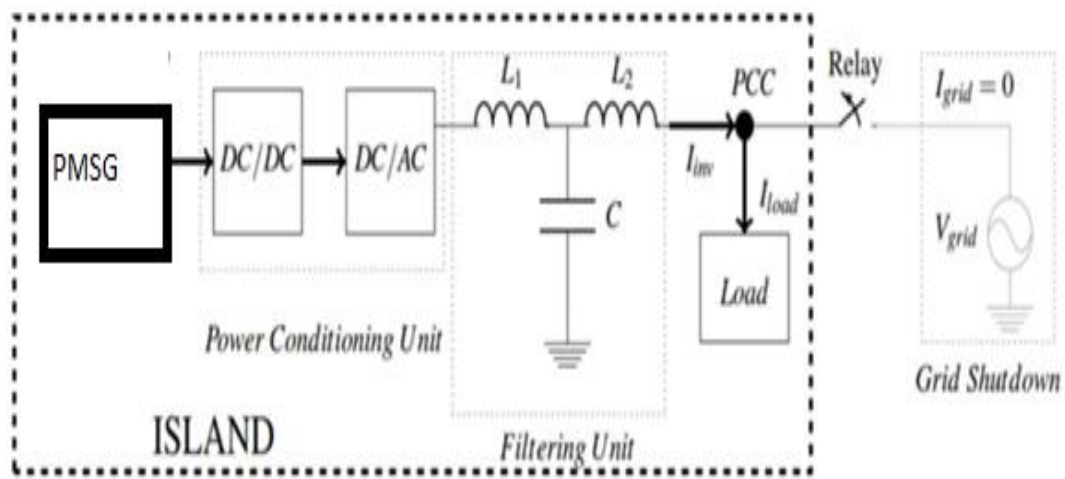 PMSG
DC/DC
DC/AC
L1
L2
C
PCC
Iinv
Iload
Load
Relay
Igrid = 0
Vgrid
Power Conditioning Unit
Filtering Unit
Grid Shutdown
ISLAND